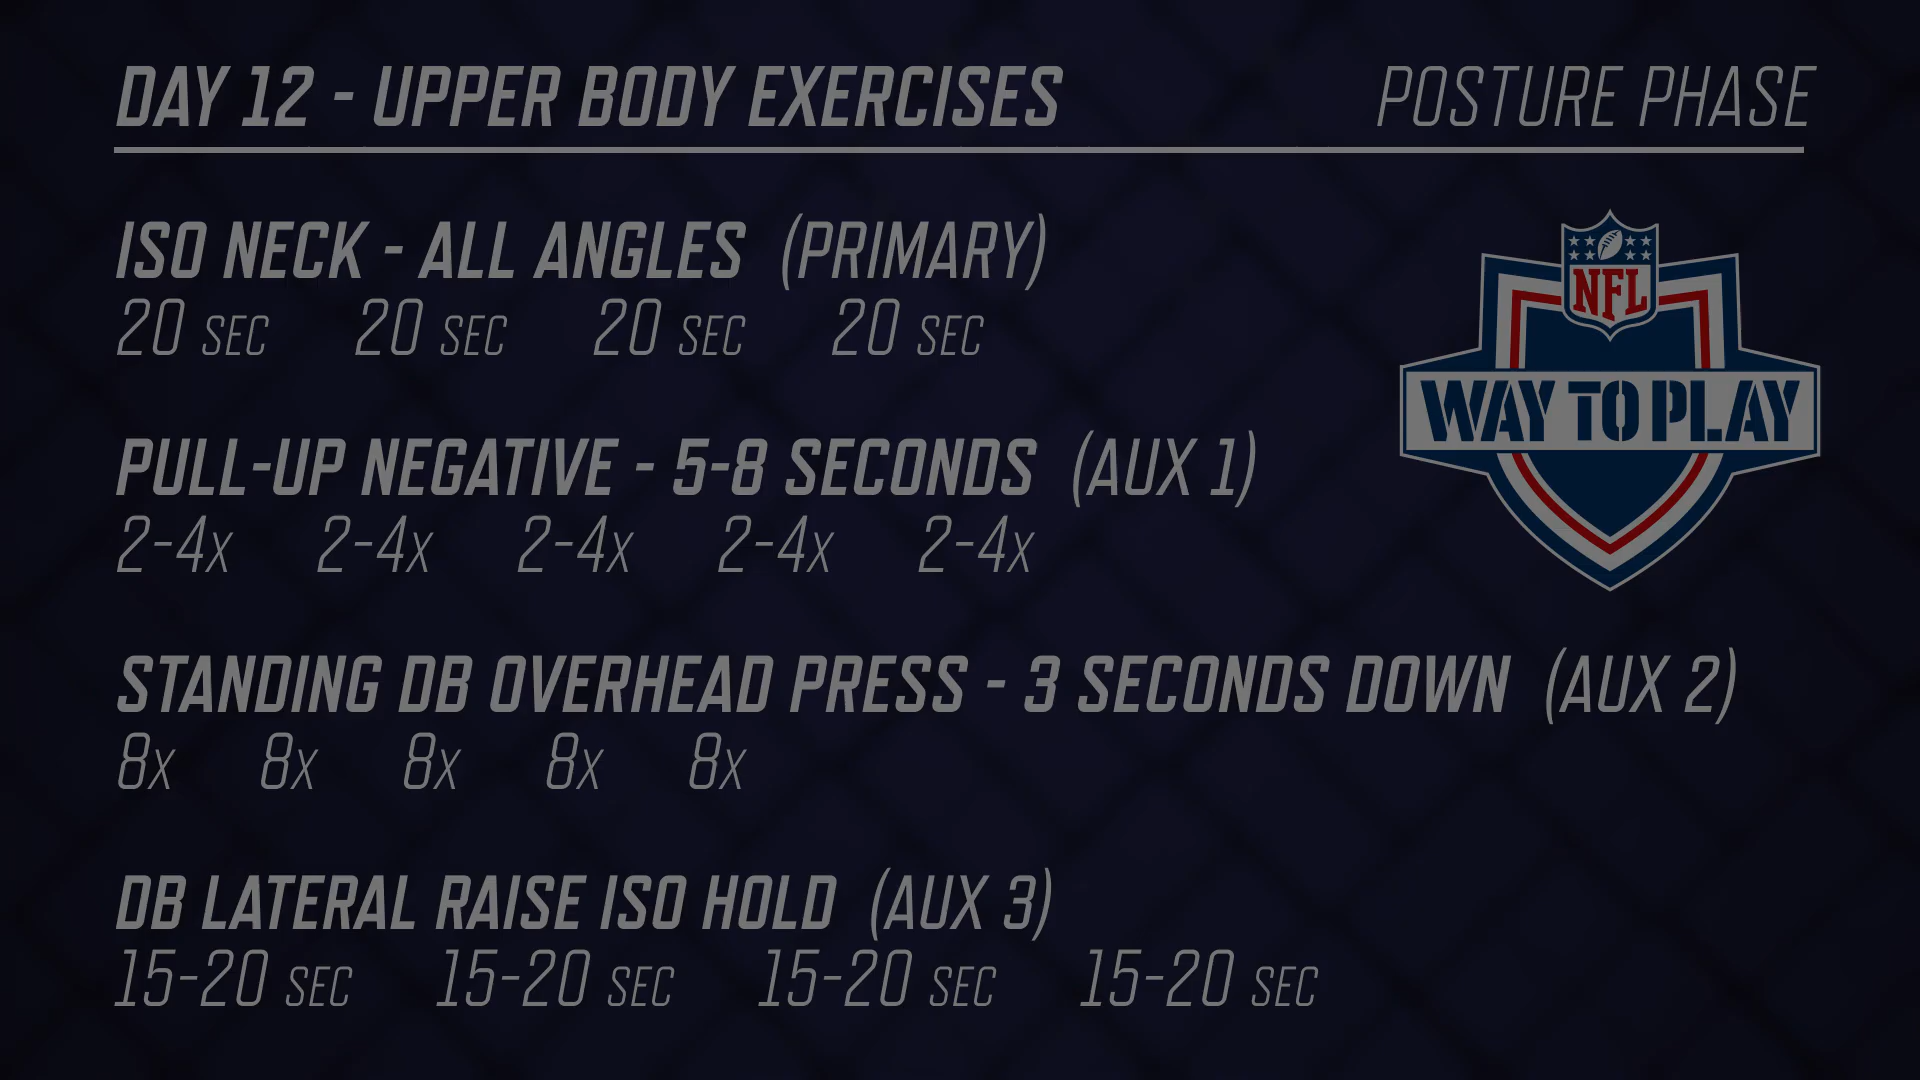 DAY 12 - UPPER BODY EXERCISES
POSTURE PHASE
ISO NECK - ALL ANGLES (PRIMARY)
20 SEC 20 SEC 20 SEC 20 SEC
NFL
WAY TO PLAY
PULL-UP NEGATIVE - 5-8 SECONDS (AUX 1)
2-4X 2-4X 2-4X 2-4X 2-4X
STANDING DB OVERHEAD PRESS - 3 SECONDS DOWN (AUX 2)
8X 8X 8X 8X 8X
DB LATERAL RAISE ISO HOLD (AUX 3)
15-20 SEC 15-20 SEC 15-20 SEC 15-20 SEC